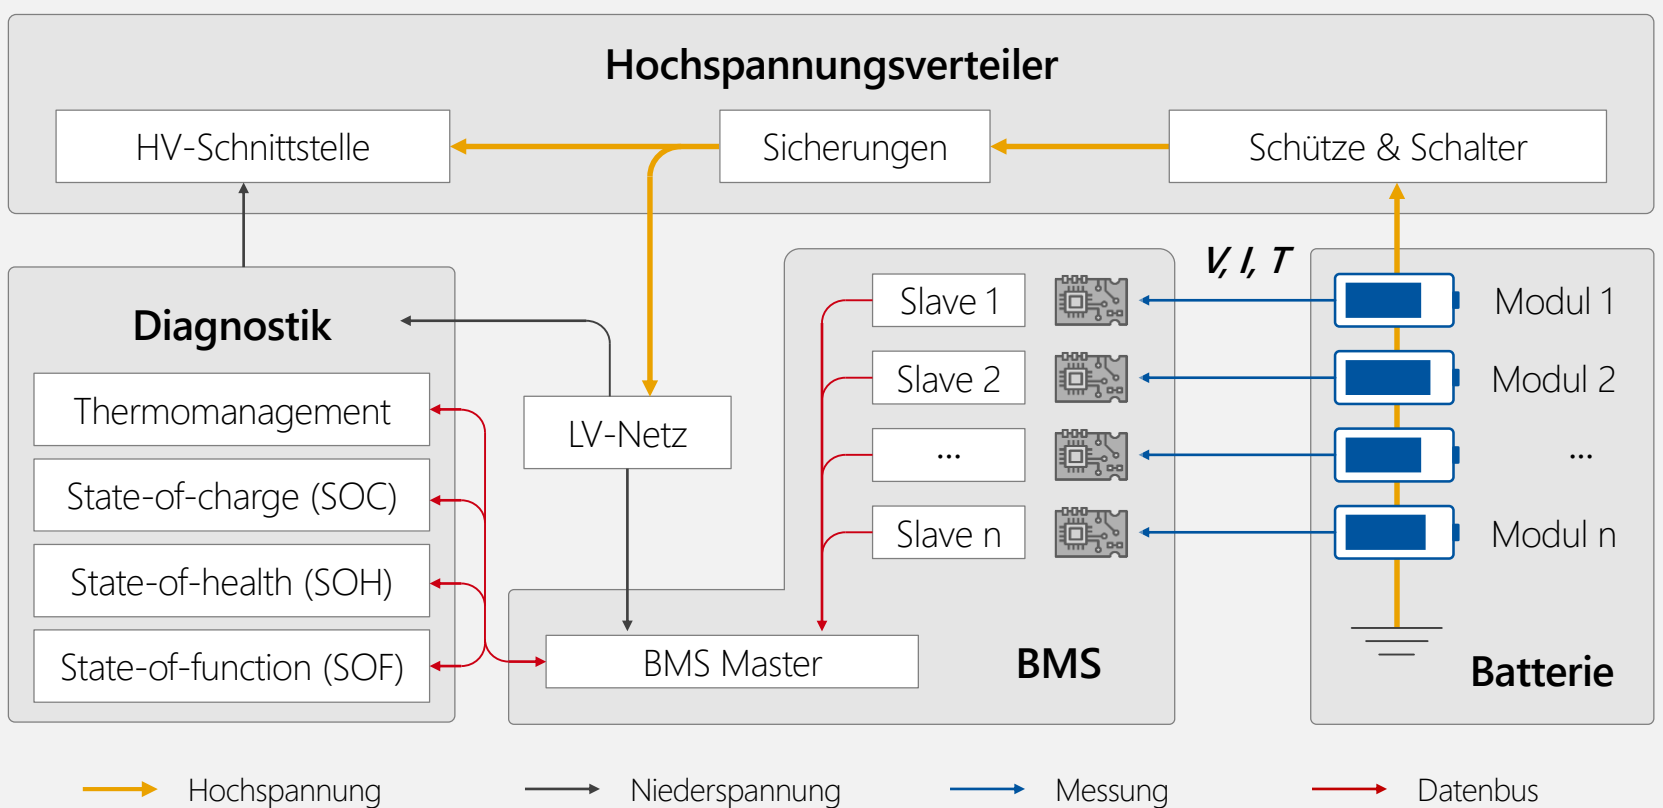 Hochspannungsverteiler
HV-Schnittstelle
Sicherungen
Schütze & Schalter
Diagnostik
Thermomanagement
State-of-charge (SOC)
State-of-health (SOH)
State-of-function (SOF)
LV-Netz
V, I, T
Slave 1
Slave 2
...
Slave n
BMS Master
BMS
Modul 1
Modul 2
...
Modul n
Batterie
Hochspannung
Niederspannung
Messung
Datenbus